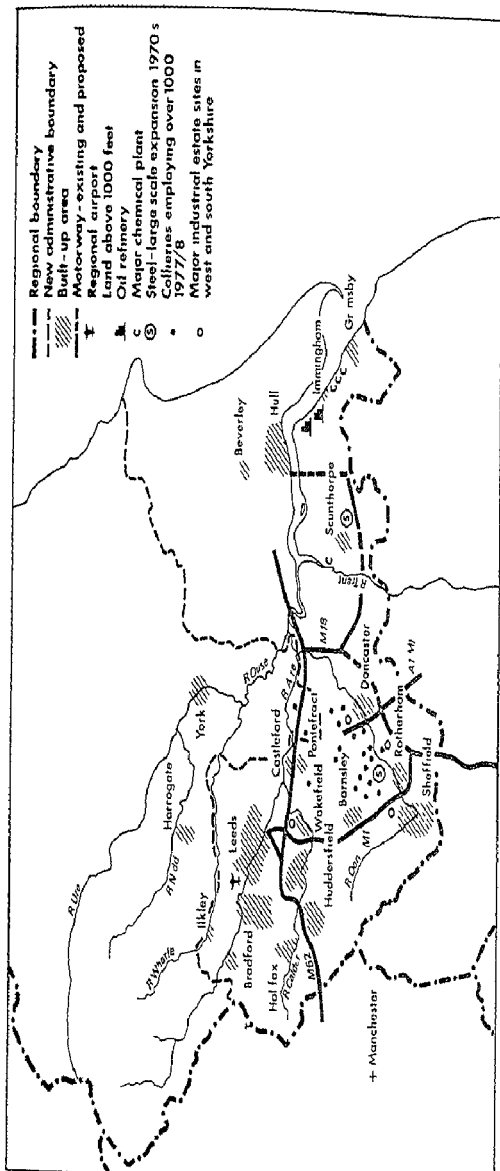 Regional boundary
New administrative boundary
Built-up area
Motorway-existing and proposed
Regional airport
Land above 1000 feet
Oil refinery
C Major chemical plant
S Steel-large scale expansion 1970s
Collieries employing over 1000
1977/8
Major industrial estate sites in
west and south Yorkshire
R Ure
R Nidd
Harrogate
York
R Wharfe
Ilkley
R Ouse
Beverley
Hull
Leeds
Bradford
Castleford
R Aire
Halifax
R Calder
M62
Pontefract
Wakefield
Huddersfield
M18
C
R Trent
Scunthorpe
S
Immingham
C C C
Grimsby
Barnsley
Doncaster
S
R Don
M1
Rotherham
A1 M1
Sheffield
+ Manchester